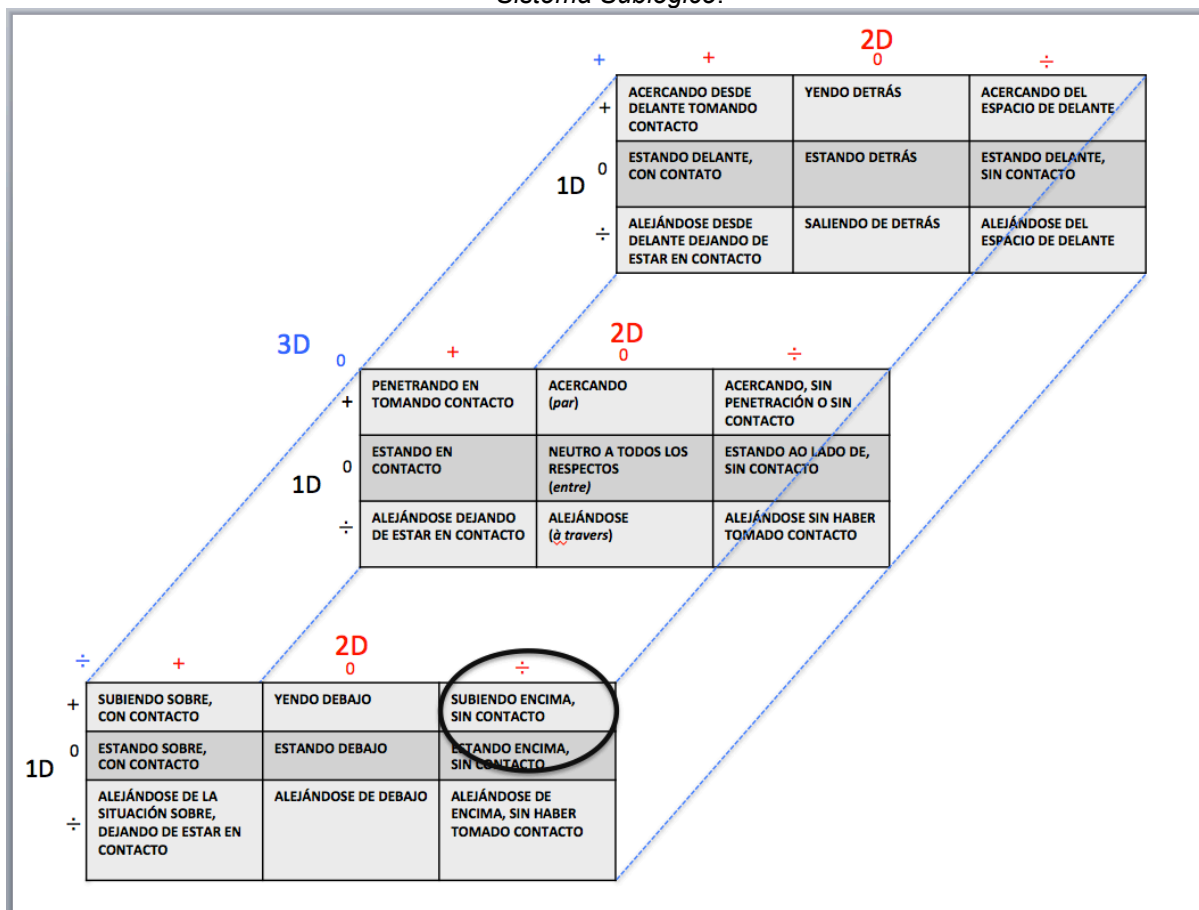 Sistema Sublógico.
2D
+ + 0 ÷
+ ACERCANDO DESDE YENDO DETRÁS ACERCANDO DEL
DELANTE TOMANDO ESPACIO DE DELANTE
CONTACTO
1D 0 ESTANDO DELANTE, ESTANDO DETRÁS ESTANDO DELANTE,
CON CONTATO SIN CONTACTO
÷ ALEJÁNDOSE DESDE SALIENDO DE DETRÁS ALEJÁNDOSE DEL
DELANTE DEJANDO DE ESPACIO DE DELANTE
ESTAR EN CONTACTO
3D 2D
0 + 0 ÷
+ PENETRANDO EN ACERCANDO ACERCANDO, SIN
TOMANDO CONTACTO (par) PENETRACIÓN O SIN
CONTACTO
1D 0 ESTANDO EN NEUTRO A TODOS LOS ESTANDO AO LADO DE,
CONTACTO RESPECTOS SIN CONTACTO
(entre)
÷ ALEJÁNDOSE DEJANDO ALEJÁNDOSE ALEJÁNDOSE SIN HABER
DE ESTAR EN CONTACTO (à travers) TOMADO CONTACTO
2D
÷ + 0 ÷
+ SUBIENDO SOBRE, YENDO DEBAJO SUBIENDO ENCIMA,
CON CONTACTO SIN CONTACTO
1D 0 ESTANDO SOBRE, ESTANDO DEBAJO ESTANDO ENCIMA,
CON CONTACTO SIN CONTACTO
÷ ALEJÁNDOSE DE LA ALEJÁNDOSE DE DEBAJO ALEJÁNDOSE DE
SITUACIÓN SOBRE, ENCIMA, SIN HABER
DEJANDO DE ESTAR EN TOMADO CONTACTO
CONTACTO